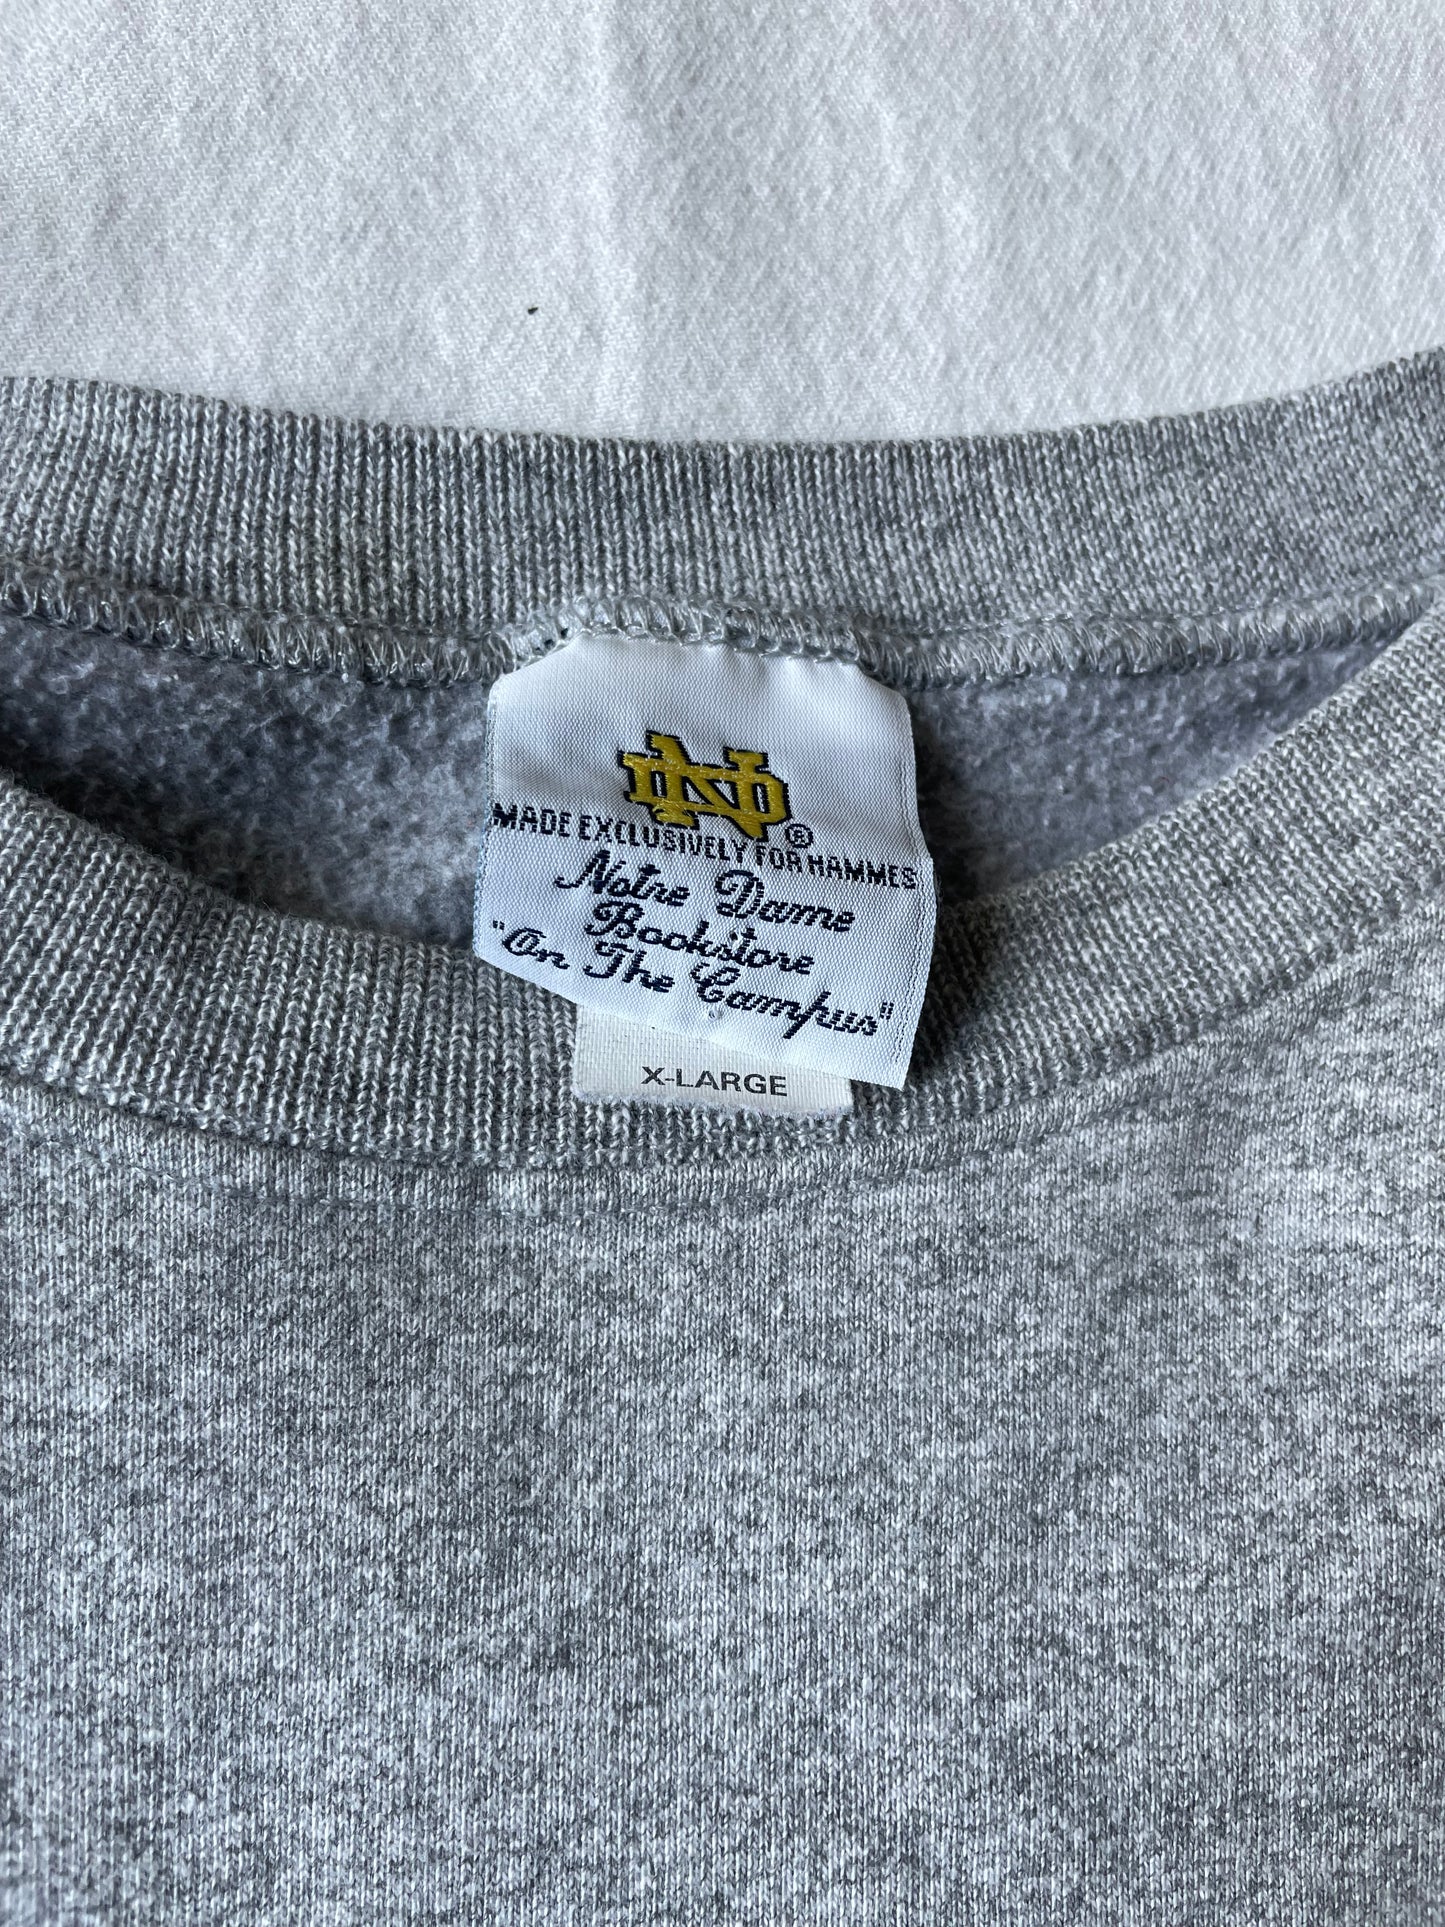 ND ®
MADE EXCLUSIVELY FOR HAMMES
Notre Dame
Bookstore
"On The Campus"
X-LARGE